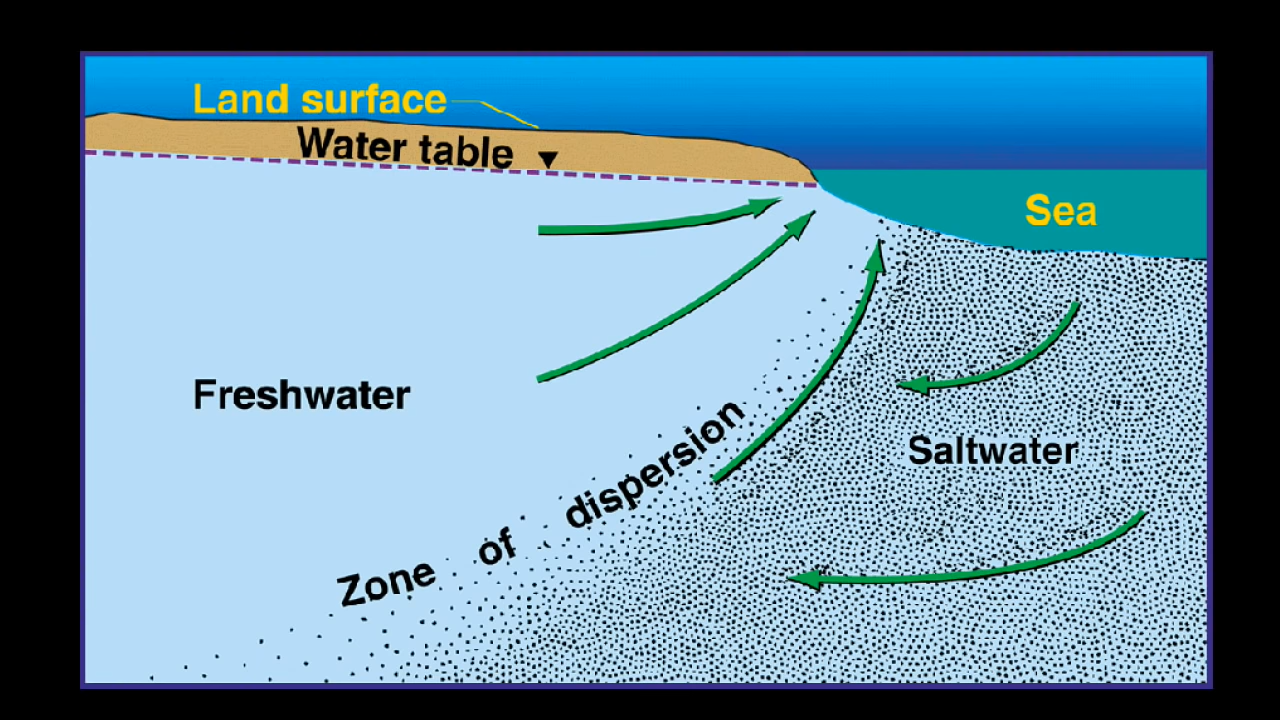 Land surface
Water table
Sea
Freshwater
Saltwater
Zone of dispersion